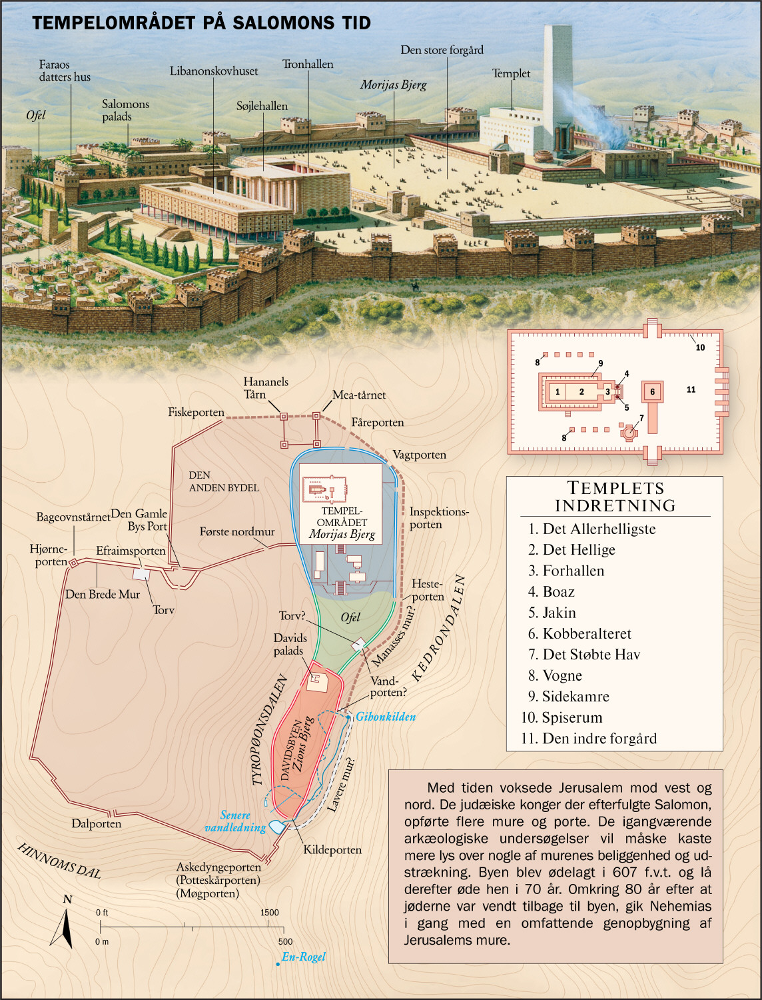 TEMPELOMRÅDET PÅ SALOMONS TID
Den store forgård
Faraos
datters hus
Libanonskovhuset
Tronhallen
Templet
Morijas Bjerg
Ofel
Salomons
palads
Søjlehallen
10
8
9
4
1
2
3
6
11
5
7
8
Hananels
Tårn
Mea-tårnet
Fiskeporten
Fåreporten
Vagtporten
DEN
ANDEN BYDEL
TEMPEL-
OMRÅDET
Morijas Bjerg
Inspektions-
porten
Bageovnstårnet
Den Gamle
Bys Port
Første nordmur
Hjørne-
porten
Efraimsporten
Den Brede Mur
Torv
Heste-
porten
Torv?
Ofel
Manasses mur?
KEDRONDALEN
Davids
palads
Vand-
porten?
TYROPØONSDALEN
DAVIDSBYEN
Zions Bjerg
Gihonkilden
Lavere mur?
Senere
vandledning
Dalporten
Kildeporten
HINNOMS DAL
Askedyngeporten
(Potteskårporten)
(Møgporten)
N
0 ft
1500
0 m
500
En-Rogel
TEMPLETS
INDRETNING
1. Det Allerhelligste
2. Det Hellige
3. Forhallen
4. Boaz
5. Jakin
6. Kobberalteret
7. Det Støbte Hav
8. Vogne
9. Sidekamre
10. Spiserum
11. Den indre forgård
Med tiden voksede Jerusalem mod vest og
nord. De judæiske konger der efterfulgte Salomon,
opførte flere mure og porte. De igangværende
arkæologiske undersøgelser vil måske kaste
mere lys over nogle af murenes beliggenhed og ud-
strækning. Byen blev ødelagt i 607 f.v.t. og lå
derefter øde hen i 70 år. Omkring 80 år efter at
jøderne var vendt tilbage til byen, gik Nehemias
i gang med en omfattende genopbygning af
Jerusalems mure.